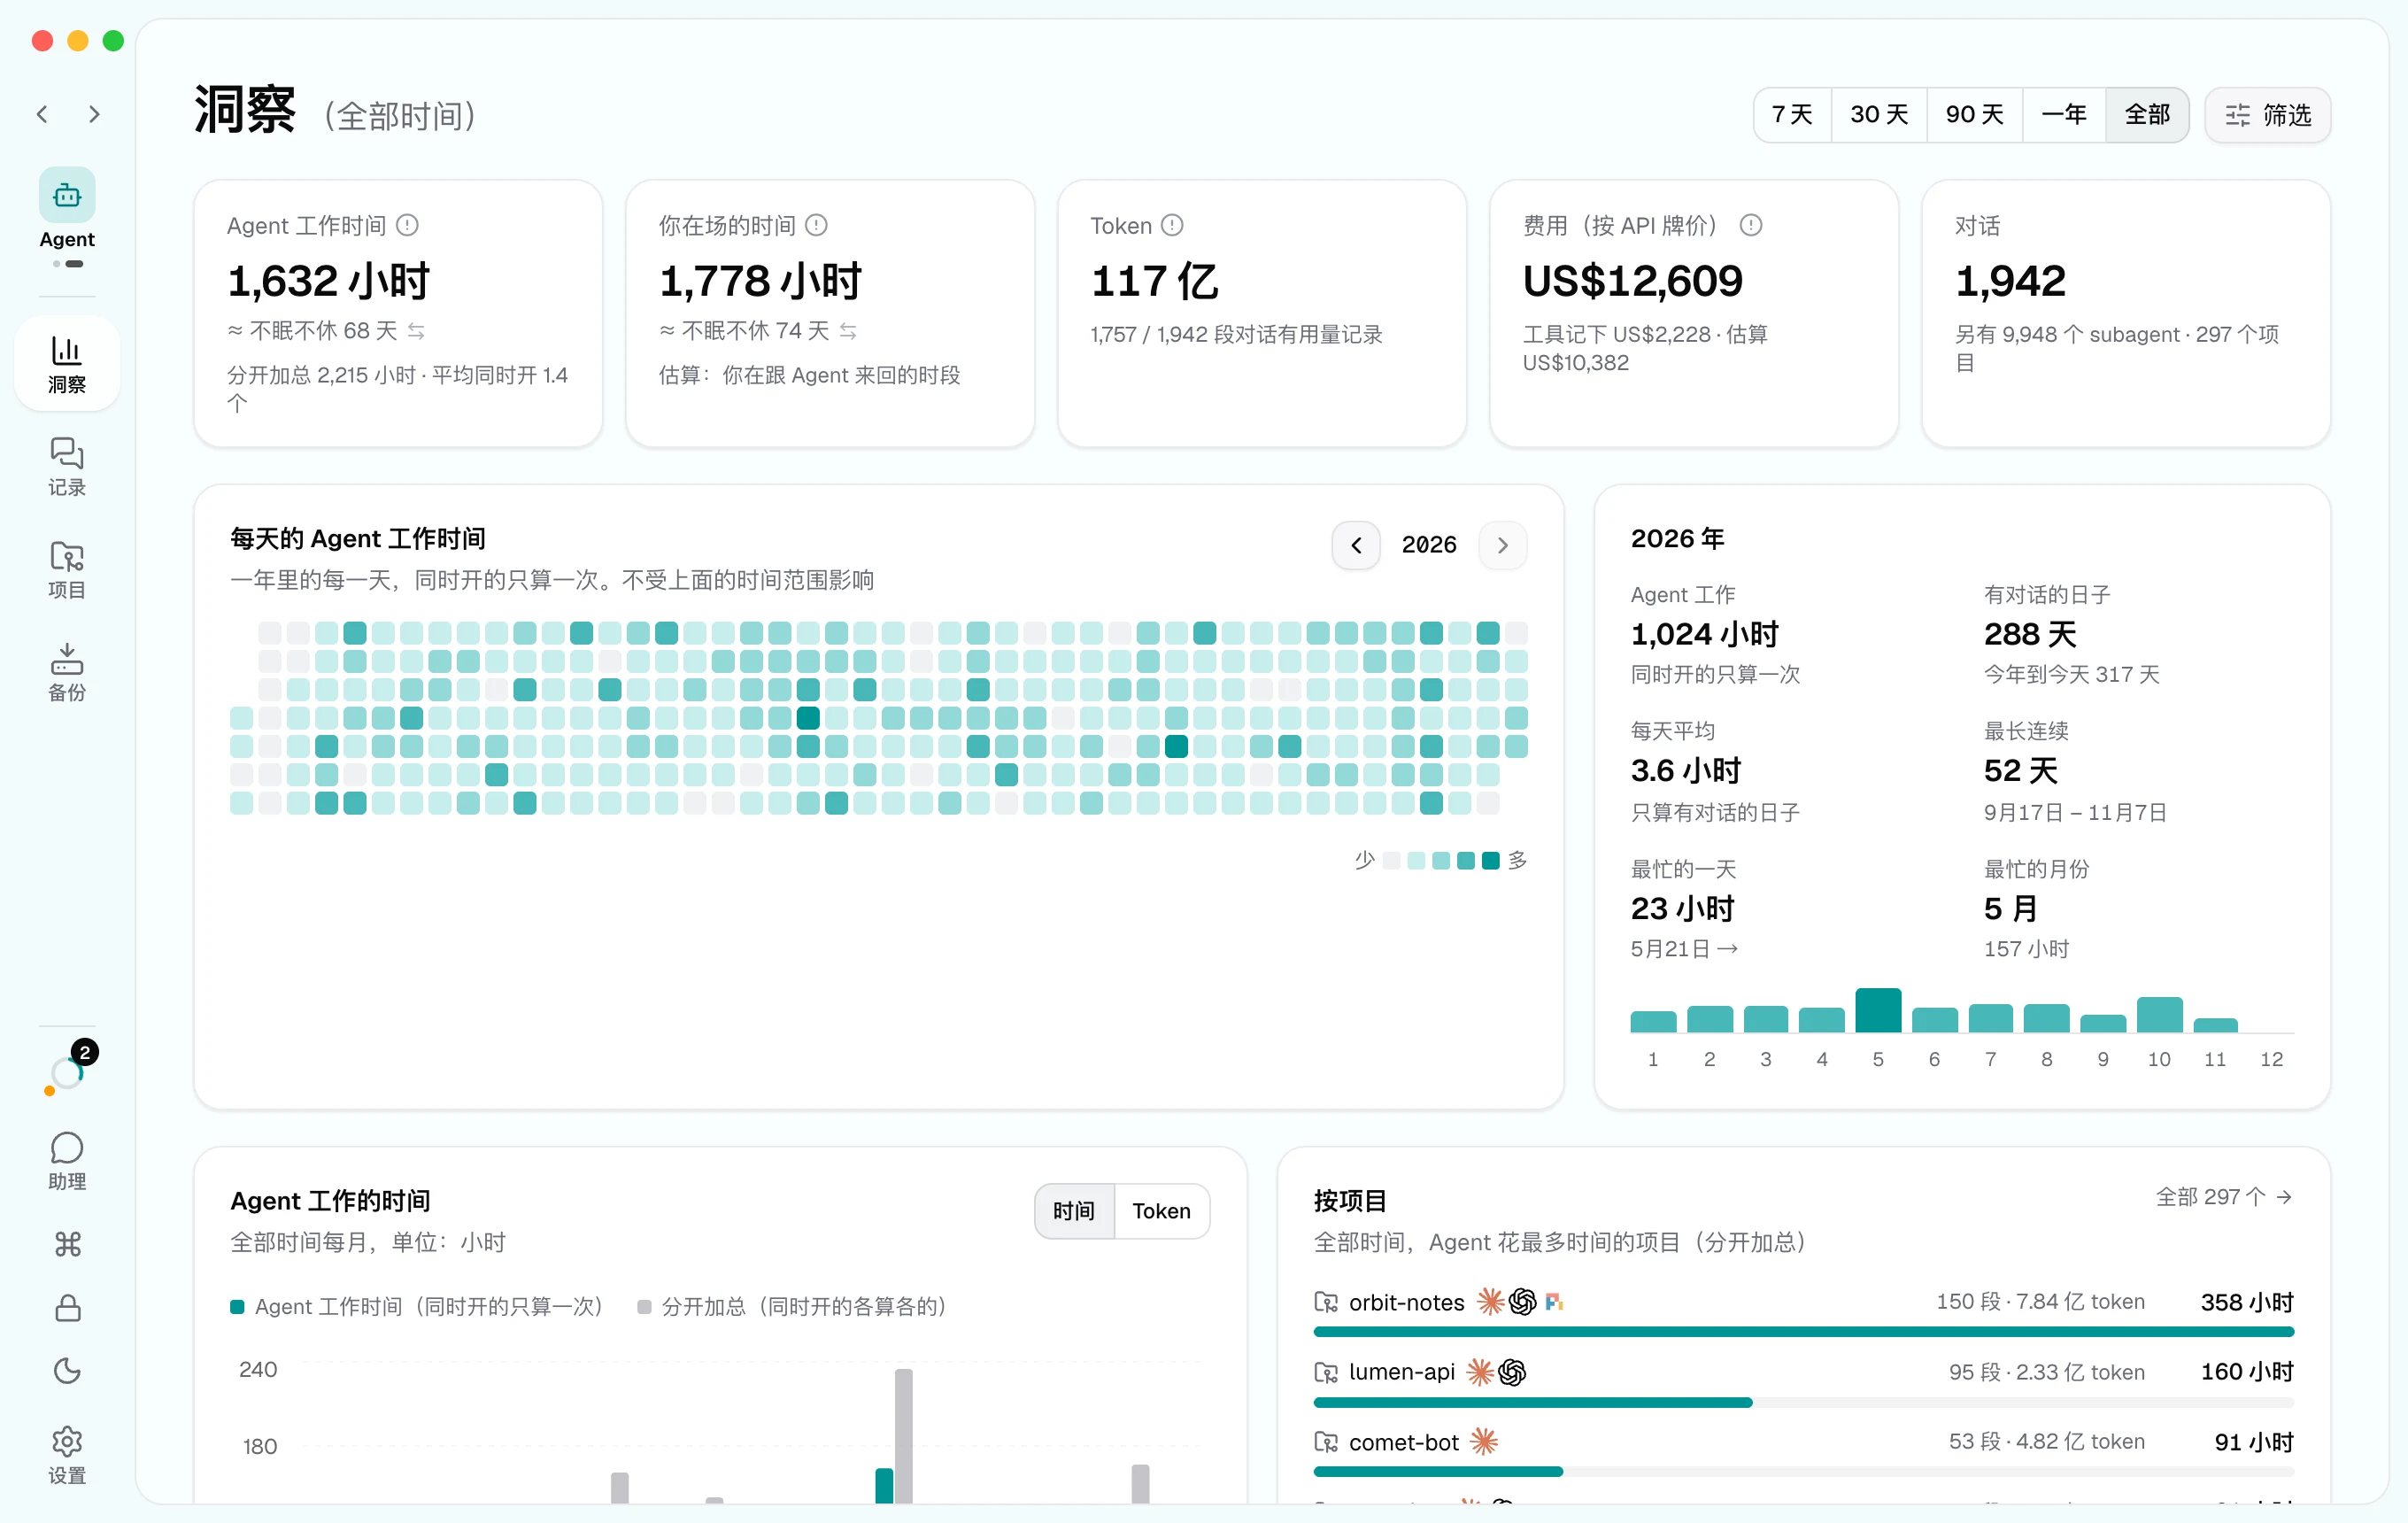 洞察（全部时间）
7 天
30 天
90 天
一年
全部
筛选
Agent
洞察
记录
项目
备份
2
助理
设置
Agent 工作时间
1,632 小时
≈ 不眠不休 68 天
分开加总 2,215 小时 · 平均同时开 1.4
个
你在场的时间
1,778 小时
≈ 不眠不休 74 天
估算：你在跟 Agent 来回的时段
Token
117 亿
1,757 / 1,942 段对话有用量记录
费用（按 API 牌价）
US$12,609
工具记下 US$2,228 · 估算
US$10,382
对话
1,942
另有 9,948 个 subagent · 297 个项
目
每天的 Agent 工作时间
一年里的每一天，同时开的只算一次。不受上面的时间范围影响
2026
少
多
2026 年
Agent 工作
1,024 小时
同时开的只算一次
有对话的日子
288 天
今年到今天 317 天
每天平均
3.6 小时
只算有对话的日子
最长连续
52 天
9月17日 – 11月7日
最忙的一天
23 小时
5月21日 →
最忙的月份
5 月
157 小时
1 2 3 4 5 6 7 8 9 10 11 12
Agent 工作的时间
全部时间每月，单位：小时
时间
Token
Agent 工作时间（同时开的只算一次）
分开加总（同时开的各算各的）
240
180
按项目
全部时间，Agent 花最多时间的项目（分开加总）
全部 297 个 →
orbit-notes 150 段 · 7.84 亿 token 358 小时
lumen-api 95 段 · 2.33 亿 token 160 小时
comet-bot 53 段 · 4.82 亿 token 91 小时